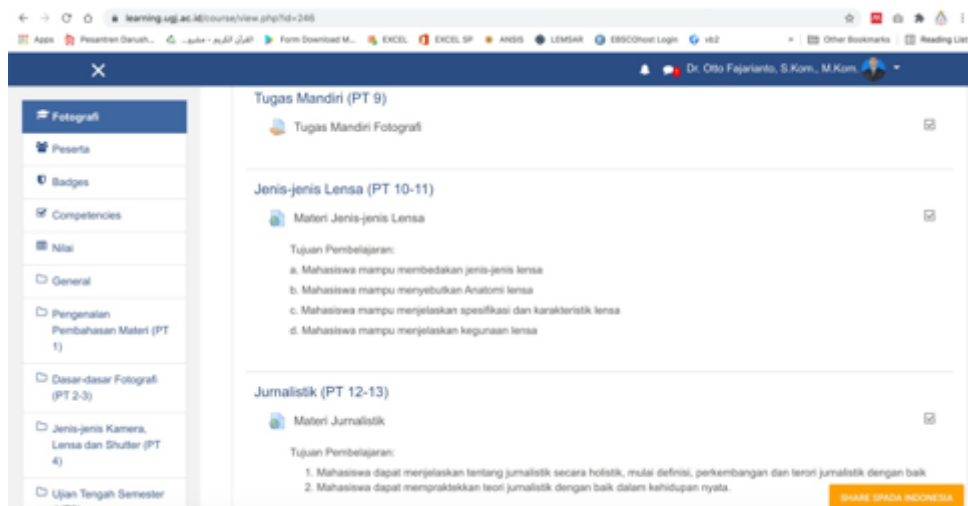 learning.ugj.ac.id/course/view.php?id=246
Apps
Pesantren Darush...
القرآن الكريم - مشروع...
Form Download M...
EXCEL
EXCEL SP
ANSIS
LEMSAR
EBSCOhost Login
vb2
Other Bookmarks
Reading List
Dr. Otto Fajarianto, S.Kom., M.Kom.
Fotografi
Peserta
Badges
Competencies
Nilai
General
Pengenalan
Pembahasan Materi (PT
1)
Dasar-dasar Fotografi
(PT 2-3)
Jenis-jenis Kamera,
Lensa dan Shutter (PT
4)
Ujian Tengah Semester
Tugas Mandiri (PT 9)
Tugas Mandiri Fotografi
Jenis-jenis Lensa (PT 10-11)
Materi Jenis-jenis Lensa
Tujuan Pembelajaran:
a. Mahasiswa mampu membedakan jenis-jenis lensa
b. Mahasiswa mampu menyebutkan Anatomi lensa
c. Mahasiswa mampu menjelaskan spesifikasi dan karakteristik lensa
d. Mahasiswa mampu menjelaskan kegunaan lensa
Jurnalistik (PT 12-13)
Materi Jurnalistik
Tujuan Pembelajaran:
1. Mahasiswa dapat menjelaskan tentang jurnalistik secara holistik, mulai definisi, perkembangan dan terori jurnalistik dengan baik
2. Mahasiswa dapat mempraktekkan teori jurnalistik dengan baik dalam kehidupan nyata.
SHARE SPADA INDONESIA